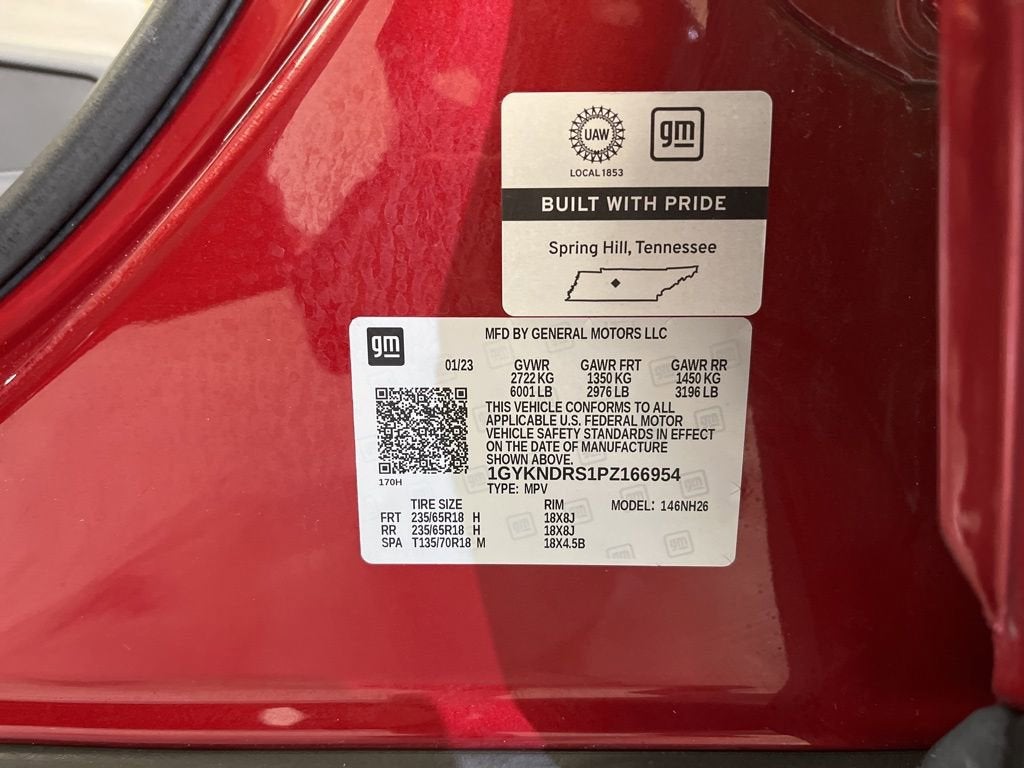 UAW
gm
LOCAL 1853
BUILT WITH PRIDE
Spring Hill, Tennessee
gm
MFD BY GENERAL MOTORS LLC
01/23 GVWR GAWR FRT GAWR RR
2722 KG 1350 KG 1450 KG
6001 LB 2976 LB 3196 LB
THIS VEHICLE CONFORMS TO ALL
APPLICABLE U.S. FEDERAL MOTOR
VEHICLE SAFETY STANDARDS IN EFFECT
ON THE DATE OF MANUFACTURE
SHOWN ABOVE.
1GYKNDRS1PZ166954
170H
TYPE: MPV
TIRE SIZE RIM MODEL: 146NH26
FRT 235/65R18 H 18X8J
RR 235/65R18 H 18X8J
SPA T135/70R18 M 18X4.5B